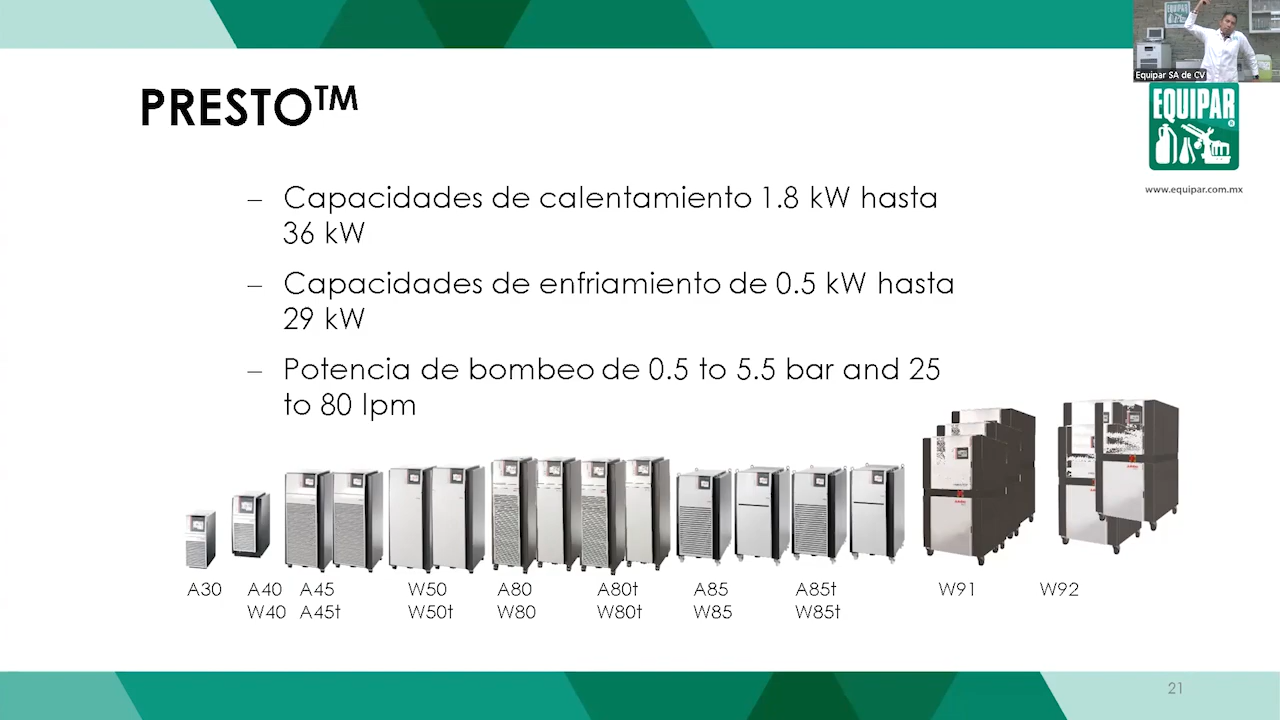 Equipar SA de CV
EQUIPAR
®
www.equipar.com.mx
PRESTO™
– Capacidades de calentamiento 1.8 kW hasta
36 kW
– Capacidades de enfriamiento de 0.5 kW hasta
29 kW
– Potencia de bombeo de 0.5 to 5.5 bar and 25
to 80 lpm
A30 A40 A45 W50 A80 A80t A85 A85t W91 W92
W40 A45t W50t W80 W80t W85 W85t
21